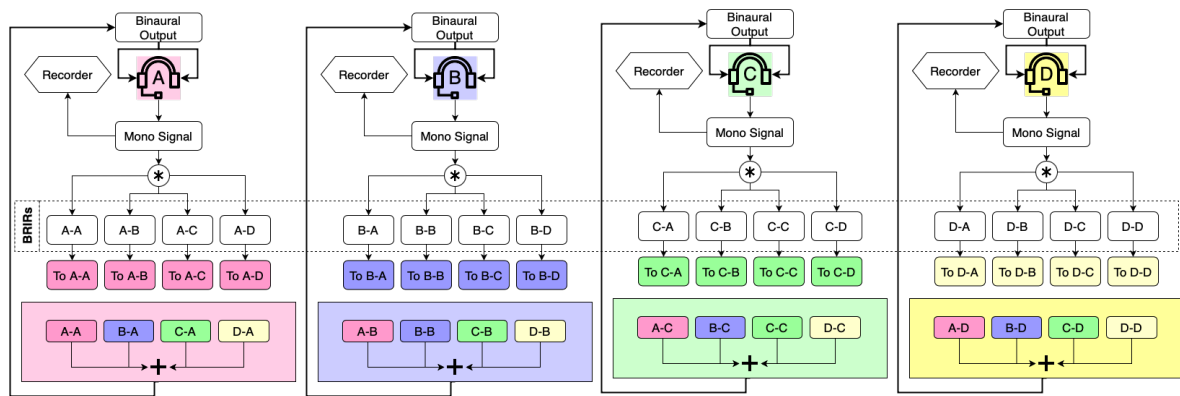 Binaural
Output
Binaural
Output
Binaural
Output
Binaural
Output
Recorder
A
Recorder
B
Recorder
C
Recorder
D
Mono Signal
Mono Signal
Mono Signal
Mono Signal
*
*
*
*
BRIRs
A-A
A-B
A-C
A-D
B-A
B-B
B-C
B-D
C-A
C-B
C-C
C-D
D-A
D-B
D-C
D-D
To A-A
To A-B
To A-C
To A-D
To B-A
To B-B
To B-C
To B-D
To C-A
To C-B
To C-C
To C-D
To D-A
To D-B
To D-C
To D-D
A-A
B-A
C-A
D-A
A-B
B-B
C-B
D-B
A-C
B-C
C-C
D-C
A-D
B-D
C-D
D-D
+
+
+
+